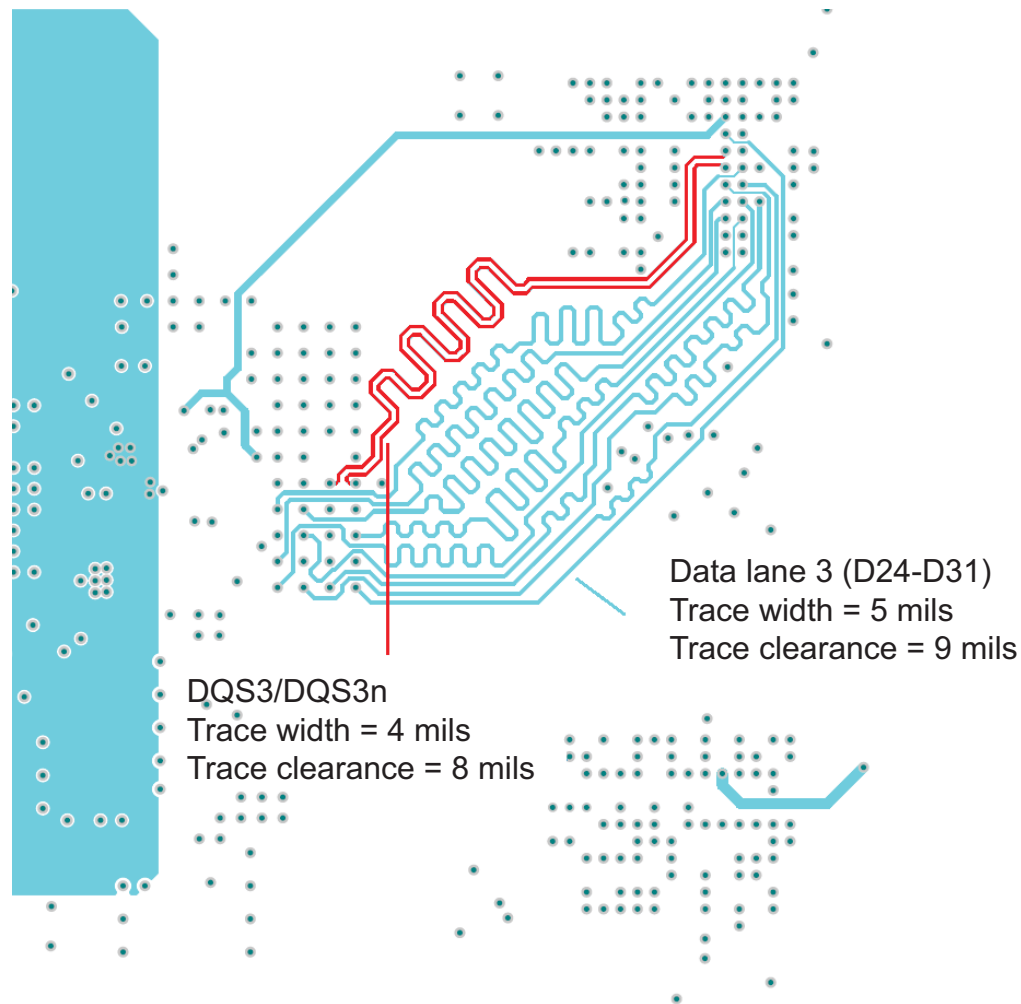 Data lane 3 (D24-D31)
Trace width = 5 mils
Trace clearance = 9 mils
DQS3/DQS3n
Trace width = 4 mils
Trace clearance = 8 mils